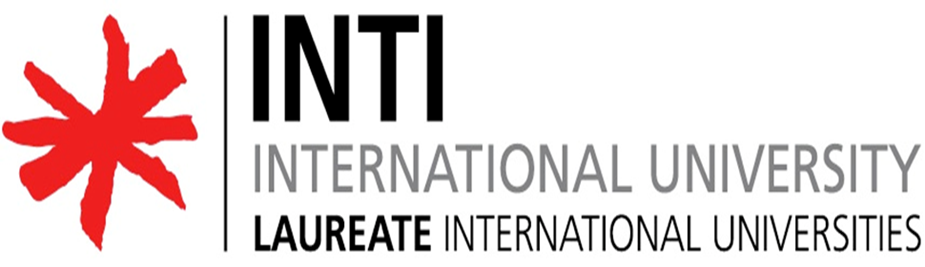 INTI
INTERNATIONAL UNIVERSITY
LAUREATE INTERNATIONAL UNIVERSITIES